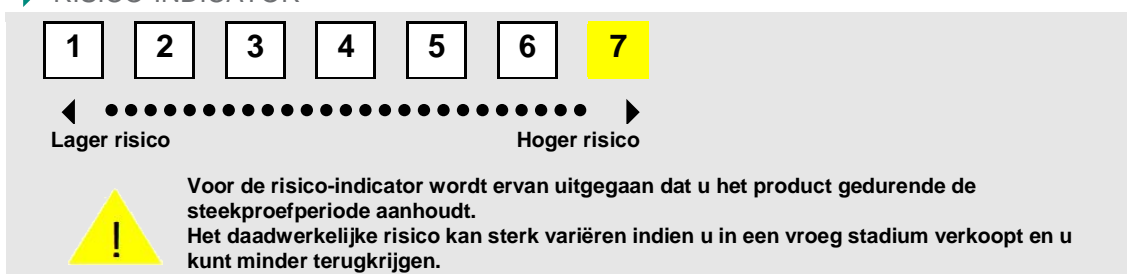 RISICO-INDICATOR
1 2 3 4 5 6 7
Lager risico Hoger risico
!
Voor de risico-indicator wordt ervan uitgegaan dat u het product gedurende de
steekproefperiode aanhoudt.
Het daadwerkelijke risico kan sterk variëren indien u in een vroeg stadium verkoopt en u
kunt minder terugkrijgen.